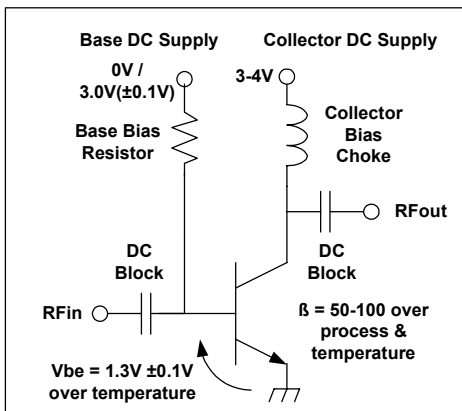 Base DC Supply
Collector DC Supply
0V /
3.0V(±0.1V)
3-4V
Base Bias
Resistor
Collector
Bias
Choke
RFout
DC
Block
DC
Block
RFin
ß = 50-100 over
process &
temperature
Vbe = 1.3V ±0.1V
over temperature